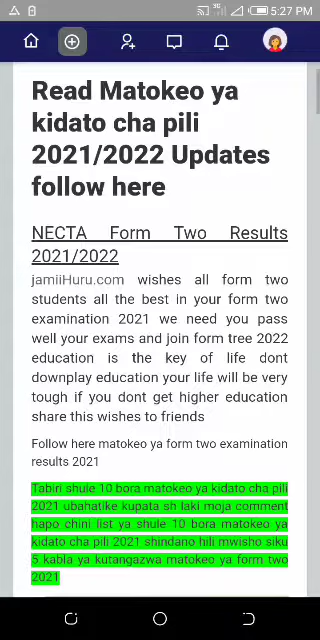 3G
5:27 PM
Read Matokeo ya
kidato cha pili
2021/2022 Updates
follow here
NECTA Form Two Results
2021/2022
jamiiHuru.com wishes all form two
students all the best in your form two
examination 2021 we need you pass
well your exams and join form tree 2022
education is the key of life dont
downplay education your life will be very
tough if you dont get higher education
share this wishes to friends
Follow here matokeo ya form two examination
results 2021
Tabiri shule 10 bora matokeo ya kidato cha pili
2021 ubahatike kupata sh laki moja comment
hapo chini list ya shule 10 bora matokeo ya
kidato cha pili 2021 shindano hili mwisho siku
5 kabla ya kutangazwa matokeo ya form two
2021